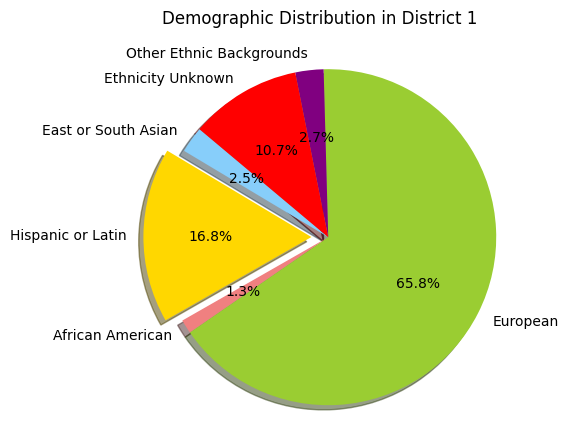 Demographic Distribution in District 1
Other Ethnic Backgrounds
Ethnicity Unknown
East or South Asian
Hispanic or Latin
African American
European
2.7%
10.7%
2.5%
16.8%
1.3%
65.8%